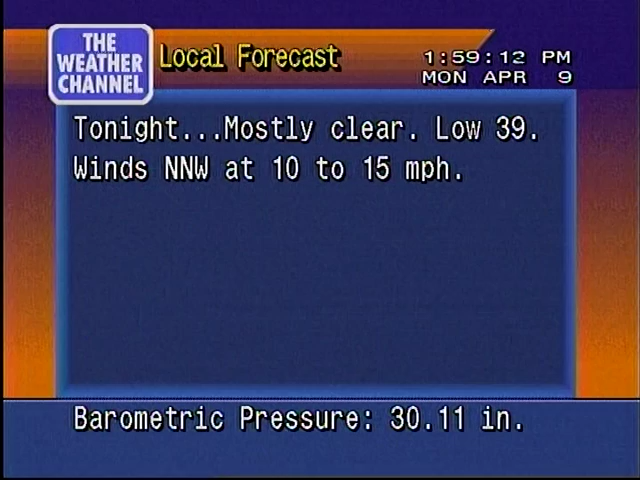 THE
WEATHER
CHANNEL
Local Forecast
1:59:12 PM
MON APR 9
Tonight...Mostly clear. Low 39.
Winds NNW at 10 to 15 mph.
Barometric Pressure: 30.11 in.